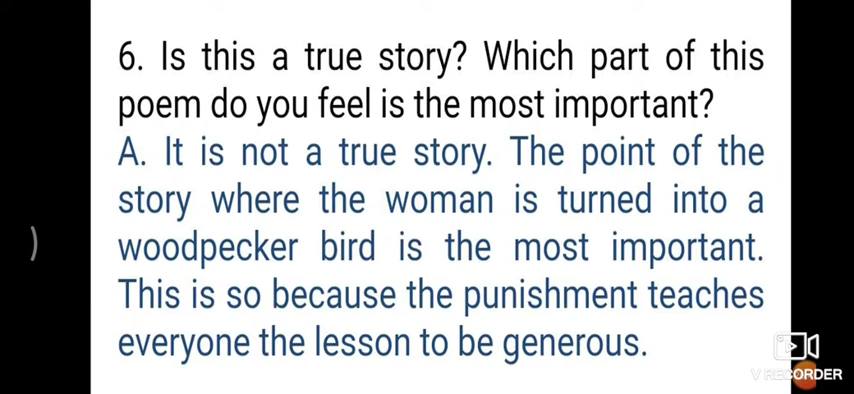 6. Is this a true story? Which part of this
poem do you feel is the most important?
A. It is not a true story. The point of the
story where the woman is turned into a
woodpecker bird is the most important.
This is so because the punishment teaches
everyone the lesson to be generous.
V RECORDER